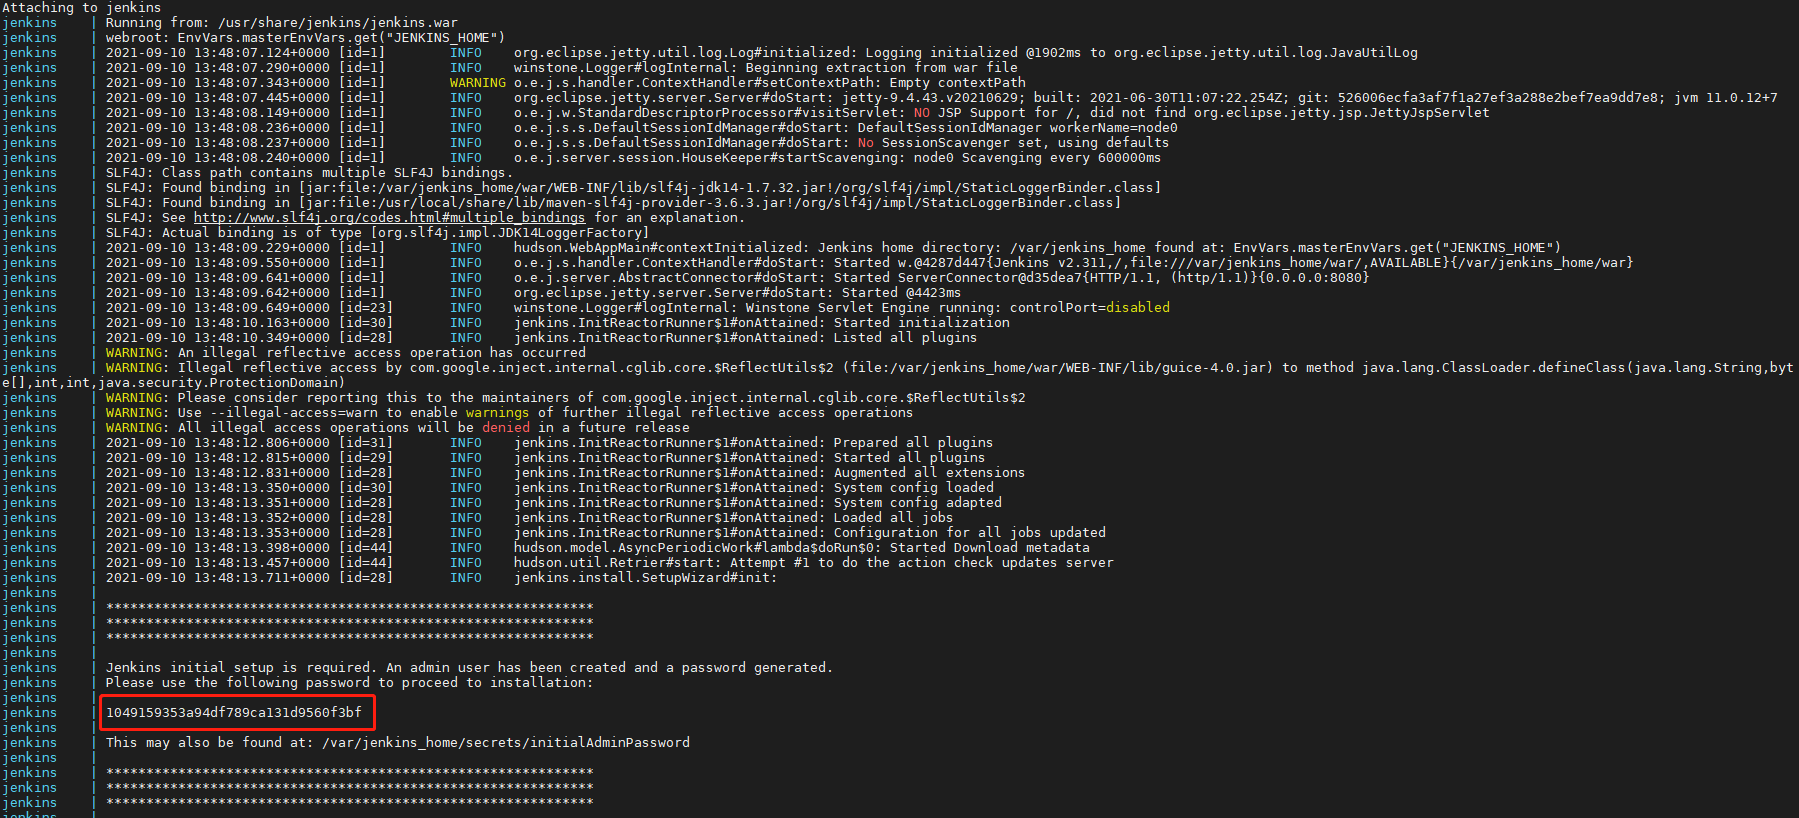 Attaching to jenkins
jenkins    | Running from: /usr/share/jenkins/jenkins.war
jenkins    | webroot: EnvVars.masterEnvVars.get("JENKINS_HOME")
jenkins    | 2021-09-10 13:48:07.124+0000 [id=1]       INFO    org.eclipse.jetty.util.log.Log#initialized: Logging initialized @1902ms to org.eclipse.jetty.util.log.JavaUtilLog
jenkins    | 2021-09-10 13:48:07.290+0000 [id=1]       INFO    winstone.Logger#logInternal: Beginning extraction from war file
jenkins    | 2021-09-10 13:48:07.343+0000 [id=1]       WARNING o.e.j.s.handler.ContextHandler#setContextPath: Empty contextPath
jenkins    | 2021-09-10 13:48:07.445+0000 [id=1]       INFO    org.eclipse.jetty.server.Server#doStart: jetty-9.4.43.v20210629; built: 2021-06-30T11:07:22.254Z; git: 526006ecfa3af7f1a27ef3a288e2bef7ea9dd7e8; jvm 11.0.12+7
jenkins    | 2021-09-10 13:48:08.149+0000 [id=1]       INFO    o.e.j.w.StandardDescriptorProcessor#visitServlet: NO JSP Support for /, did not find org.eclipse.jetty.jsp.JettyJspServlet
jenkins    | 2021-09-10 13:48:08.236+0000 [id=1]       INFO    o.e.j.s.s.DefaultSessionIdManager#doStart: DefaultSessionIdManager workerName=node0
jenkins    | 2021-09-10 13:48:08.237+0000 [id=1]       INFO    o.e.j.s.s.DefaultSessionIdManager#doStart: No SessionScavenger set, using defaults
jenkins    | 2021-09-10 13:48:08.240+0000 [id=1]       INFO    o.e.j.server.session.HouseKeeper#startScavenging: node0 Scavenging every 600000ms
jenkins    | SLF4J: Class path contains multiple SLF4J bindings.
jenkins    | SLF4J: Found binding in [jar:file:/var/jenkins_home/war/WEB-INF/lib/slf4j-jdk14-1.7.32.jar!/org/slf4j/impl/StaticLoggerBinder.class]
jenkins    | SLF4J: Found binding in [jar:file:/usr/local/share/lib/maven-slf4j-provider-3.6.3.jar!/org/slf4j/impl/StaticLoggerBinder.class]
jenkins    | SLF4J: See http://www.slf4j.org/codes.html#multiple_bindings for an explanation.
jenkins    | SLF4J: Actual binding is of type [org.slf4j.impl.JDK14LoggerFactory]
jenkins    | 2021-09-10 13:48:09.229+0000 [id=1]       INFO    hudson.WebAppMain#contextInitialized: Jenkins home directory: /var/jenkins_home found at: EnvVars.masterEnvVars.get("JENKINS_HOME")
jenkins    | 2021-09-10 13:48:09.550+0000 [id=1]       INFO    o.e.j.s.handler.ContextHandler#doStart: Started w.@4287d447{Jenkins v2.311,/,file:///var/jenkins_home/war/,AVAILABLE}{/var/jenkins_home/war}
jenkins    | 2021-09-10 13:48:09.641+0000 [id=1]       INFO    o.e.j.server.AbstractConnector#doStart: Started ServerConnector@d35dea7{HTTP/1.1, (http/1.1)}{0.0.0.0:8080}
jenkins    | 2021-09-10 13:48:09.642+0000 [id=1]       INFO    org.eclipse.jetty.server.Server#doStart: Started @4423ms
jenkins    | 2021-09-10 13:48:09.649+0000 [id=23]      INFO    winstone.Logger#logInternal: Winstone Servlet Engine running: controlPort=disabled
jenkins    | 2021-09-10 13:48:10.163+0000 [id=30]      INFO    jenkins.InitReactorRunner$1#onAttained: Started initialization
jenkins    | 2021-09-10 13:48:10.349+0000 [id=28]      INFO    jenkins.InitReactorRunner$1#onAttained: Listed all plugins
jenkins    | WARNING: An illegal reflective access operation has occurred
jenkins    | WARNING: Illegal reflective access by com.google.inject.internal.cglib.core.$ReflectUtils$2 (file:/var/jenkins_home/war/WEB-INF/lib/guice-4.0.jar) to method java.lang.ClassLoader.defineClass(java.lang.String,byt
e[],int,int,java.security.ProtectionDomain)
jenkins    | WARNING: Please consider reporting this to the maintainers of com.google.inject.internal.cglib.core.$ReflectUtils$2
jenkins    | WARNING: Use --illegal-access=warn to enable warnings of further illegal reflective access operations
jenkins    | WARNING: All illegal access operations will be denied in a future release
jenkins    | 2021-09-10 13:48:12.806+0000 [id=31]      INFO    jenkins.InitReactorRunner$1#onAttained: Prepared all plugins
jenkins    | 2021-09-10 13:48:12.815+0000 [id=29]      INFO    jenkins.InitReactorRunner$1#onAttained: Started all plugins
jenkins    | 2021-09-10 13:48:12.831+0000 [id=28]      INFO    jenkins.InitReactorRunner$1#onAttained: Augmented all extensions
jenkins    | 2021-09-10 13:48:13.350+0000 [id=30]      INFO    jenkins.InitReactorRunner$1#onAttained: System config loaded
jenkins    | 2021-09-10 13:48:13.351+0000 [id=28]      INFO    jenkins.InitReactorRunner$1#onAttained: System config adapted
jenkins    | 2021-09-10 13:48:13.352+0000 [id=28]      INFO    jenkins.InitReactorRunner$1#onAttained: Loaded all jobs
jenkins    | 2021-09-10 13:48:13.353+0000 [id=28]      INFO    jenkins.InitReactorRunner$1#onAttained: Configuration for all jobs updated
jenkins    | 2021-09-10 13:48:13.398+0000 [id=44]      INFO    hudson.model.AsyncPeriodicWork#lambda$doRun$0: Started Download metadata
jenkins    | 2021-09-10 13:48:13.457+0000 [id=44]      INFO    hudson.util.Retrier#start: Attempt #1 to do the action check updates server
jenkins    | 2021-09-10 13:48:13.711+0000 [id=28]      INFO    jenkins.install.SetupWizard#init:
jenkins    |
jenkins    | *************************************************************
jenkins    | *************************************************************
jenkins    | *************************************************************
jenkins    |
jenkins    | Jenkins initial setup is required. An admin user has been created and a password generated.
jenkins    | Please use the following password to proceed to installation:
jenkins    |
jenkins    | 1049159353a94df789ca131d9560f3bf
jenkins    |
jenkins    | This may also be found at: /var/jenkins_home/secrets/initialAdminPassword
jenkins    |
jenkins    | *************************************************************
jenkins    | *************************************************************
jenkins    | *************************************************************
jenkins    |